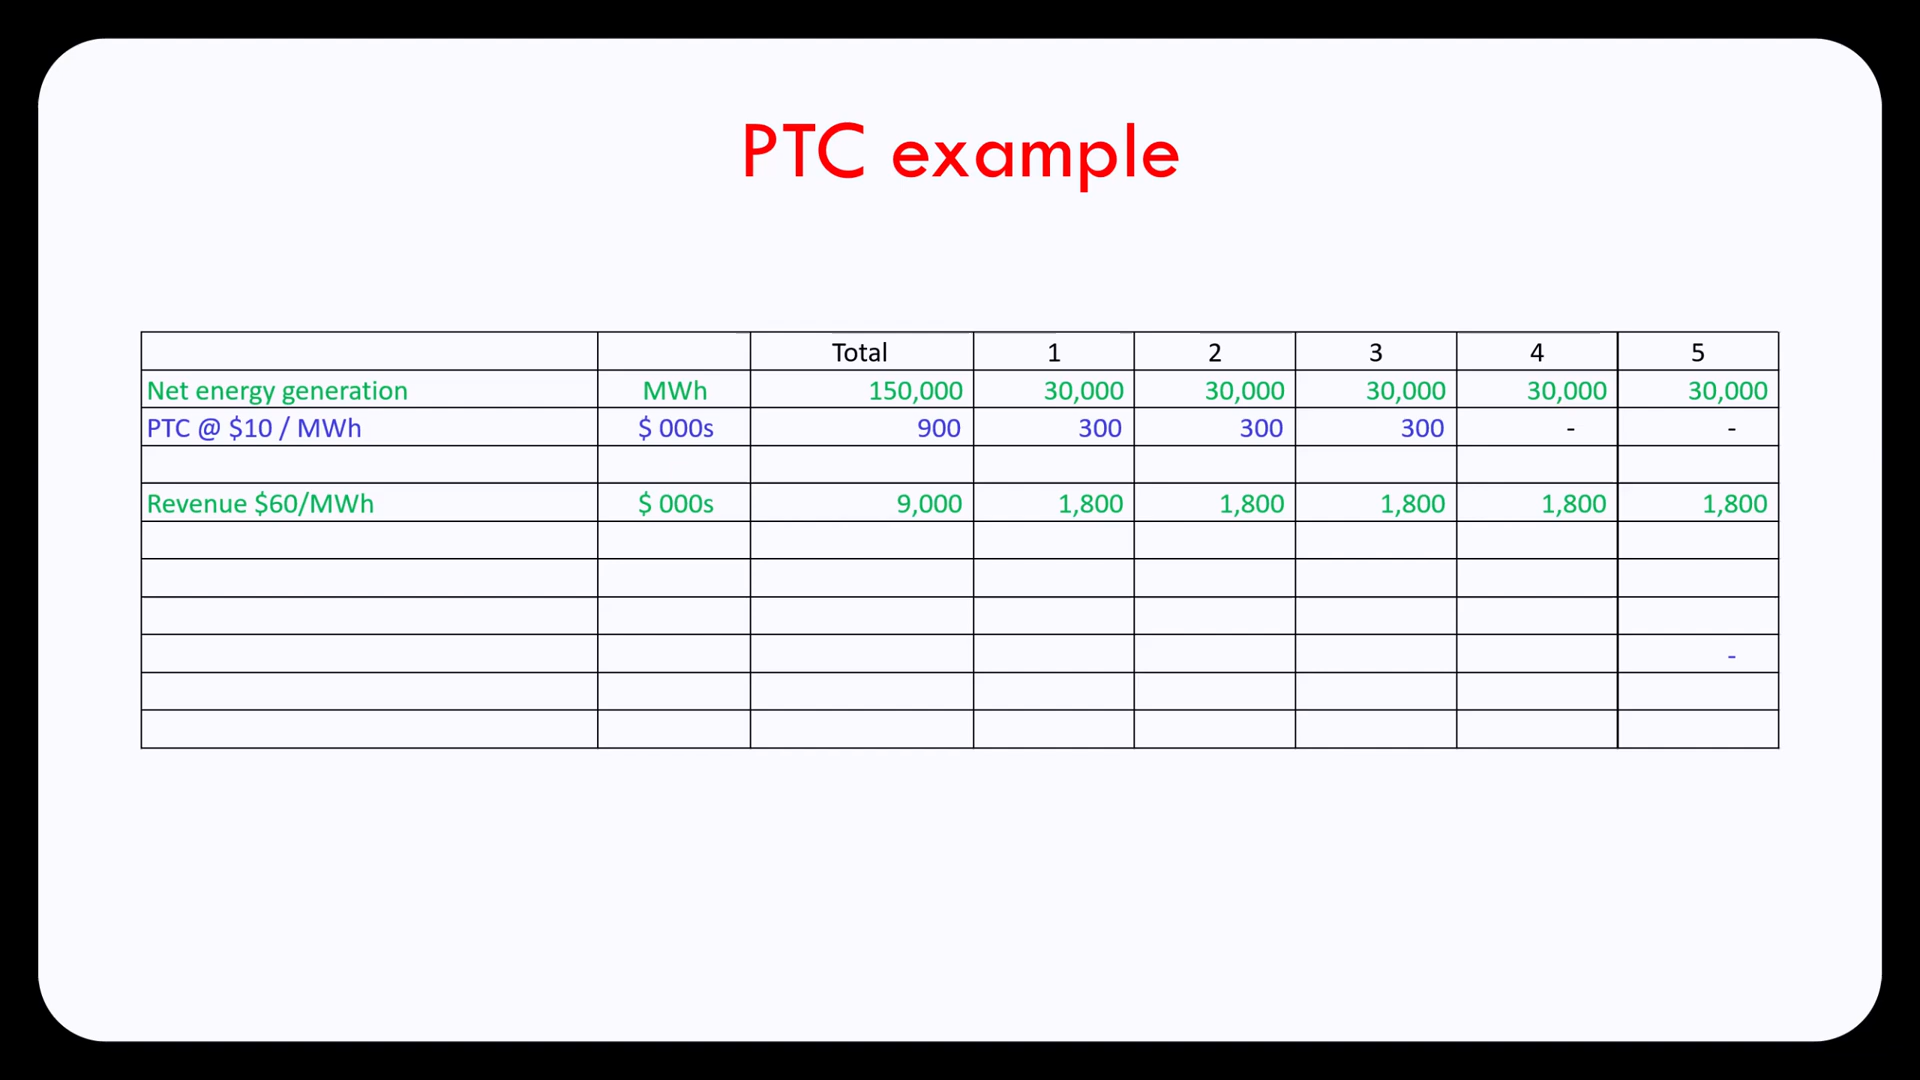 PTC example
Total 1 2 3 4 5
Net energy generation MWh 150,000 30,000 30,000 30,000 30,000 30,000
PTC @ $10 / MWh $ 000s 900 300 300 300 - -
Revenue $60/MWh $ 000s 9,000 1,800 1,800 1,800 1,800 1,800
-